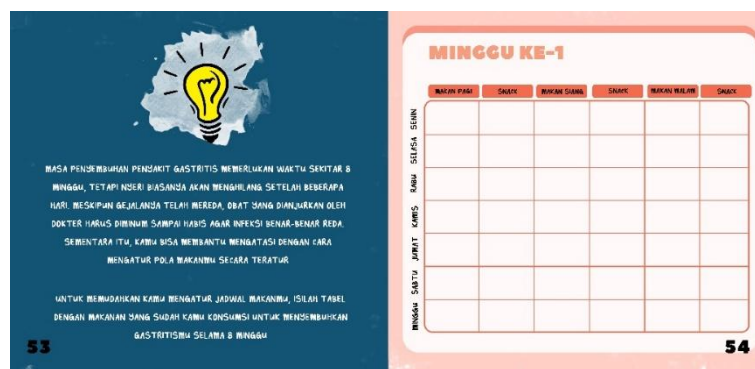 MASA PENYEMBUHAN PENYAKIT GASTRITIS MEMERLUKAN WAKTU SEKITAR 8
MINGGU, TETAPI NYERI BIASANYA AKAN MENGHILANG SETELAH BEBERAPA
HARI. MESKIPUN GEJALANYA TELAH MEREDA, OBAT YANG DIANJURKAN OLEH
DOKTER HARUS DIMINUM SAMPAI HABIS AGAR INFEKSI BENAR-BENAR REDA.
SEMENTARA ITU, KAMU BISA MEMBANTU MENGATASI DENGAN CARA
MENGATUR POLA MAKANMU SECARA TERATUR
UNTUK MEMUDAHKAN KAMU MENGATUR JADWAL MAKANMU, ISILAH TABEL
DENGAN MAKANAN YANG SUDAH KAMU KONSUMSI UNTUK MENYEMBUHKAN
GASTRITISMU SELAMA 8 MINGGU
53
MINGGU KE-1
MAKAN PAGI SNACK MAKAN SIANG SNACK MAKAN MALAM SNACK
SENIN
SELASA
RABU
KAMIS
JUMAT
SABTU
MINGGU
54